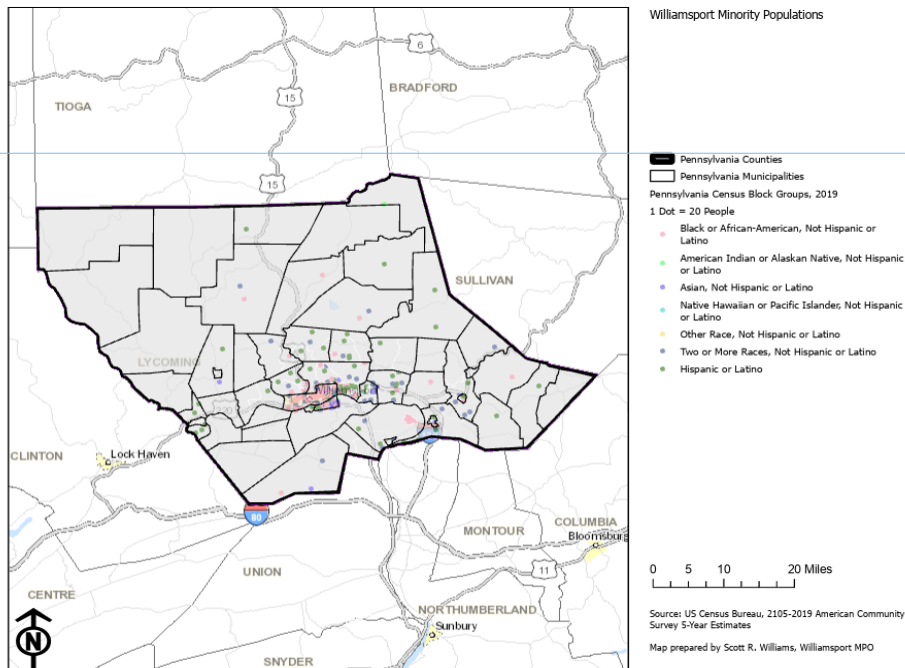 Williamsport Minority Populations
6
15
BRADFORD
TIOGA
15
Pennsylvania Counties
Pennsylvania Municipalities
Pennsylvania Census Block Groups, 2019
1 Dot = 20 People
Black or African-American, Not Hispanic or
Latino
American Indian or Alaskan Native, Not Hispanic
or Latino
Asian, Not Hispanic or Latino
Native Hawaiian or Pacific Islander, Not Hispanic
or Latino
Other Race, Not Hispanic or Latino
Two or More Races, Not Hispanic or Latino
Hispanic or Latino
SULLIVAN
LYCOMING
220
CLINTON
Lock Haven
80
MONTOUR
COLUMBIA
Bloomsburg
UNION
11
CENTRE
NORTHUMBERLAND
Sunbury
SNYDER
N
0 5 10 20 Miles
Source: US Census Bureau, 2105-2019 American Community
Survey 5-Year Estimates
Map prepared by Scott R. Williams, Williamsport MPO